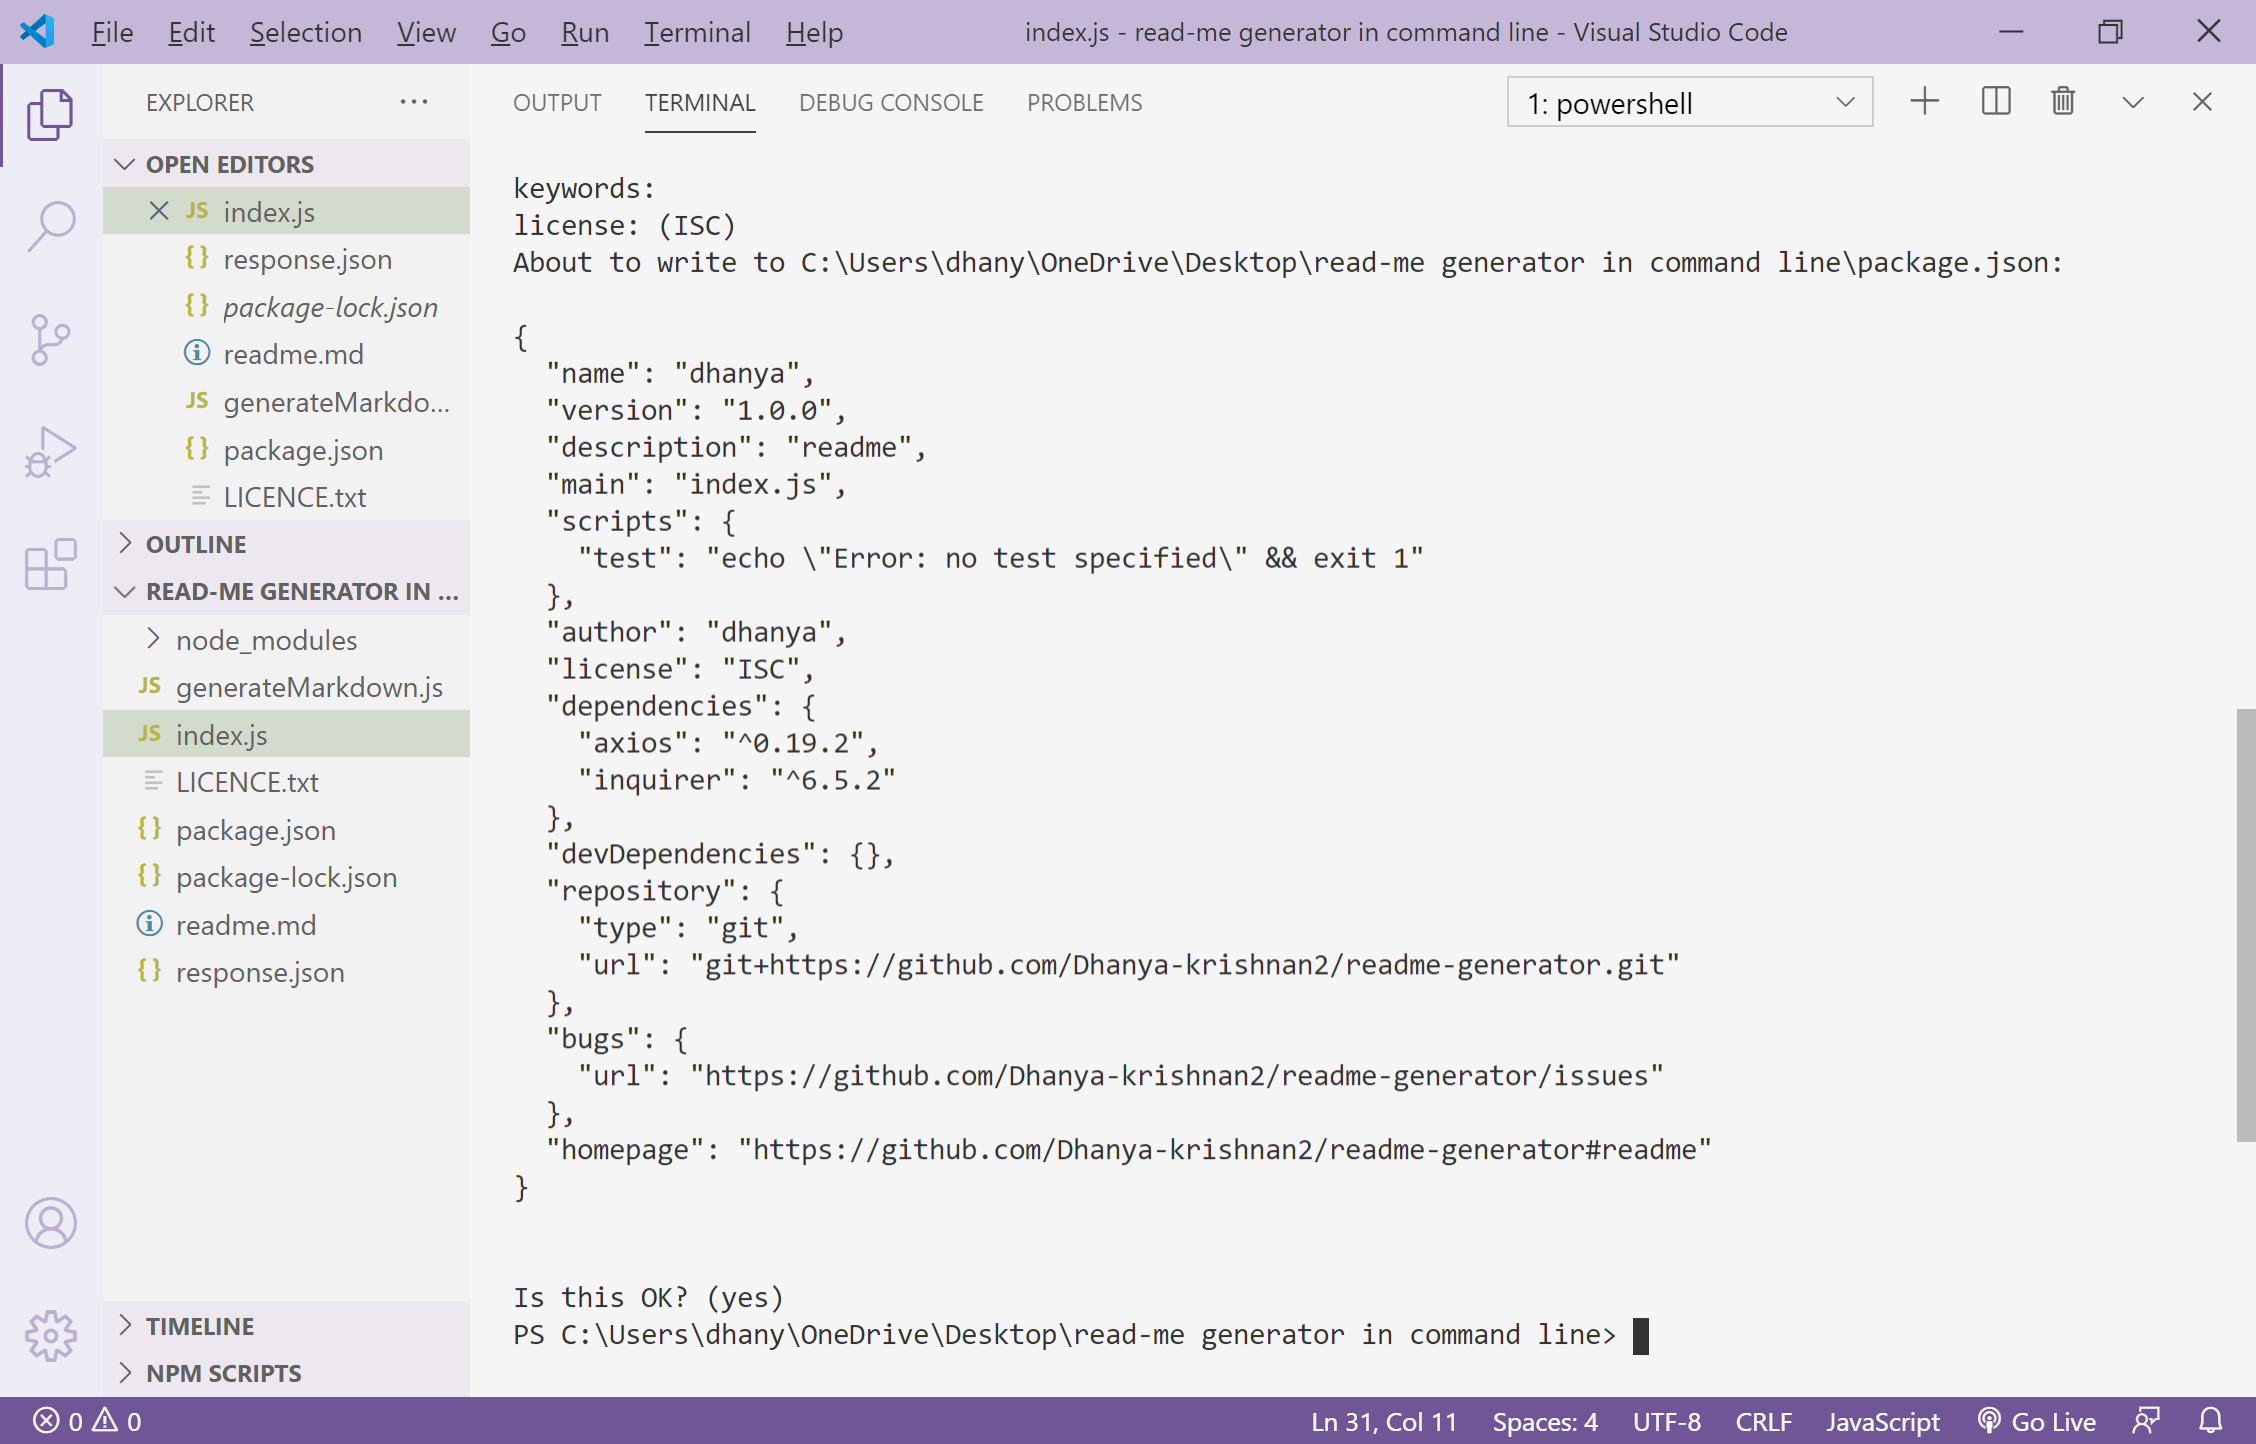 File Edit Selection View Go Run Terminal Help index.js - read-me generator in command line - Visual Studio Code
EXPLORER ···
OPEN EDITORS
JS index.js
{} response.json
{} package-lock.json
readme.md
JS generateMarkdo...
{} package.json
LICENCE.txt
OUTLINE
READ-ME GENERATOR IN ...
node_modules
JS generateMarkdown.js
JS index.js
LICENCE.txt
{} package.json
{} package-lock.json
readme.md
{} response.json
TIMELINE
NPM SCRIPTS
OUTPUT TERMINAL DEBUG CONSOLE PROBLEMS 1: powershell
keywords:
license: (ISC)
About to write to C:\Users\dhany\OneDrive\Desktop\read-me generator in command line\package.json:
{
  "name": "dhanya",
  "version": "1.0.0",
  "description": "readme",
  "main": "index.js",
  "scripts": {
    "test": "echo \"Error: no test specified\" && exit 1"
  },
  "author": "dhanya",
  "license": "ISC",
  "dependencies": {
    "axios": "^0.19.2",
    "inquirer": "^6.5.2"
  },
  "devDependencies": {},
  "repository": {
    "type": "git",
    "url": "git+https://github.com/Dhanya-krishnan2/readme-generator.git"
  },
  "bugs": {
    "url": "https://github.com/Dhanya-krishnan2/readme-generator/issues"
  },
  "homepage": "https://github.com/Dhanya-krishnan2/readme-generator#readme"
}
Is this OK? (yes)
PS C:\Users\dhany\OneDrive\Desktop\read-me generator in command line>
0 0 Ln 31, Col 11 Spaces: 4 UTF-8 CRLF JavaScript Go Live